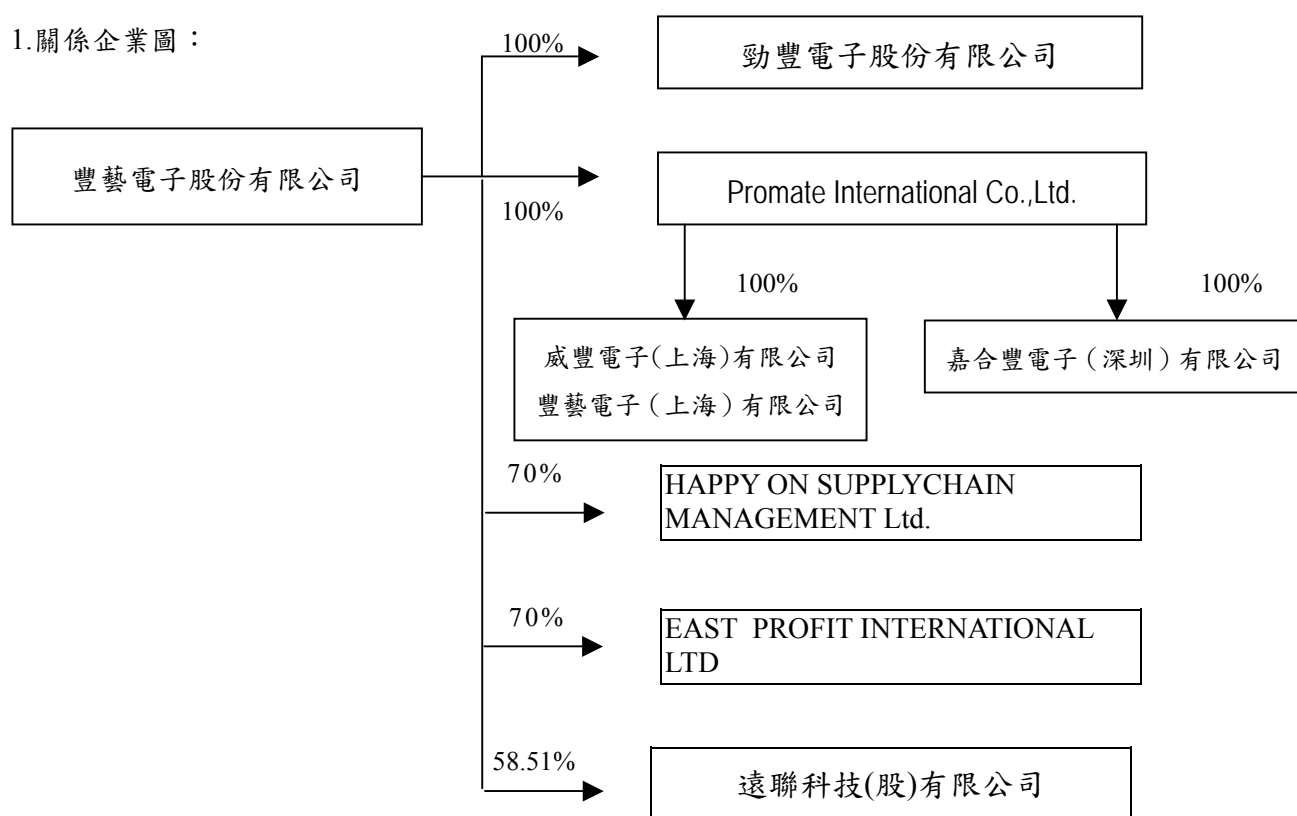 1.關係企業圖：
100%
勁豐電子股份有限公司
豐藝電子股份有限公司
100%
Promate International Co.,Ltd.
100%
100%
威豐電子(上海)有限公司
豐藝電子（上海）有限公司
嘉合豐電子（深圳）有限公司
70%
HAPPY ON SUPPLYCHAIN
MANAGEMENT Ltd.
70%
EAST PROFIT INTERNATIONAL
LTD
58.51%
遠聯科技(股)有限公司